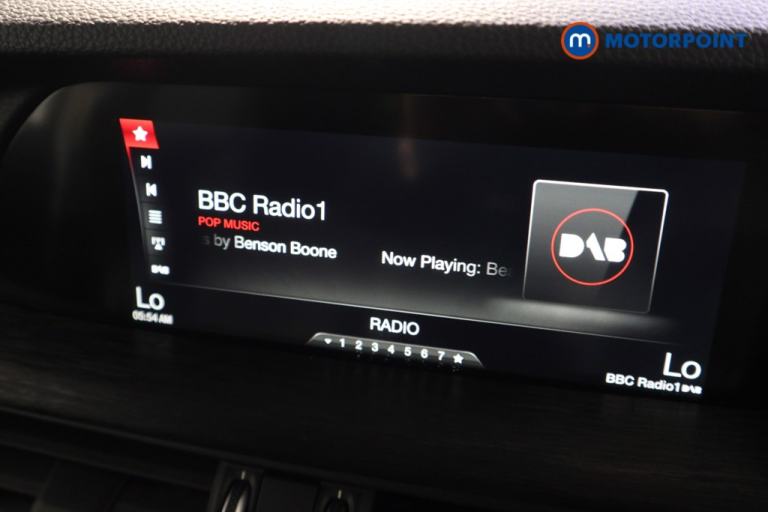 m MOTORPOINT
BBC Radio1
POP MUSIC
s by Benson Boone
Now Playing: Be
DAB
DAB
Lo
05:54 AM
RADIO
1 2 3 4 5 6 7
Lo
BBC Radio1 DAB